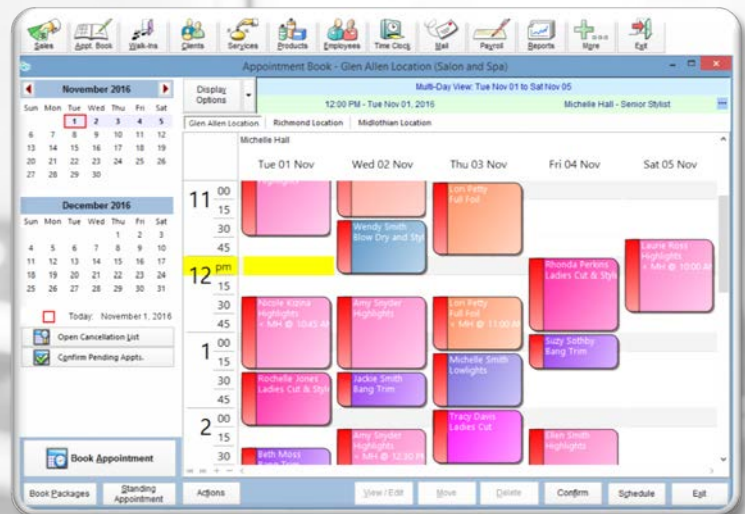 Sales Appt. Book Walk-Ins Clients Services Products Employees Time Clock Mail Payroll Reports More Exit
Appointment Book - Glen Allen Location (Salon and Spa)
November 2016
Sun Mon Tue Wed Thu Fri Sat
1 2 3 4 5
6 7 8 9 10 11 12
13 14 15 16 17 18 19
20 21 22 23 24 25 26
27 28 29 30
December 2016
Sun Mon Tue Wed Thu Fri Sat
1 2 3
4 5 6 7 8 9 10
11 12 13 14 15 16 17
18 19 20 21 22 23 24
25 26 27 28 29 30 31
Today: November 1, 2016
Open Cancellation List
Confirm Pending Appts.
Book Appointment
Book Packages
Standing
Appointment
Display
Options
Multi-Day View: Tue Nov 01 to Sat Nov 05
12:00 PM - Tue Nov 01, 2016 Michelle Hall - Senior Stylist
Glen Allen Location Richmond Location Midlothian Location
Michelle Hall
Tue 01 Nov Wed 02 Nov Thu 03 Nov Fri 04 Nov Sat 05 Nov
11 00
15
30
45
12 pm
15
30
45
1 00
15
30
45
2 00
15
30
Highlights
Nicole Kizina
Highlights
< MH @ 10:45 AM
Rochelle Jones
Ladies Cut & Style
Beth Moss
Bang Trim
Wendy Smith
Blow Dry and Sty
Amy Snyder
Highlights
Jackie Smith
Bang Trim
Amy Snyder
Highlights
< MH @ 12:30 P
Lori Petty
Full Foil
Lori Petty
Full Foil
< MH @ 11:00 A
Michelle Smith
Lowlights
Tracy Davis
Ladies Cut
Rhonda Perkins
Ladies Cut & Style
Suzy Sothby
Bang Trim
Ellen Smith
Highlights
Laurie Ross
Highlights
< MH @ 10:00 A
Actions View / Edit Move Delete Confirm Schedule Exit